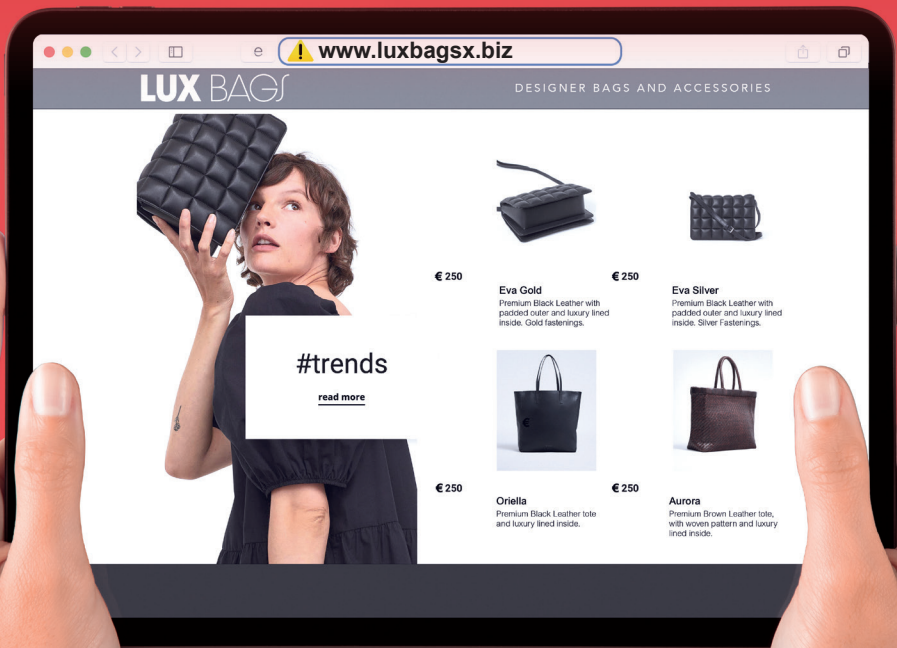 www.luxbagsx.biz
LUX BAGS
DESIGNER BAGS AND ACCESSORIES
#trends
read more
€ 250
Eva Gold
Premium Black Leather with
padded outer and luxury lined
inside. Gold fastenings.
€ 250
Eva Silver
Premium Black Leather with
padded outer and luxury lined
inside. Silver Fastenings.
€
€ 250
Oriella
Premium Black Leather tote
and luxury lined inside.
€ 250
Aurora
Premium Brown Leather tote,
with woven pattern and luxury
lined inside.